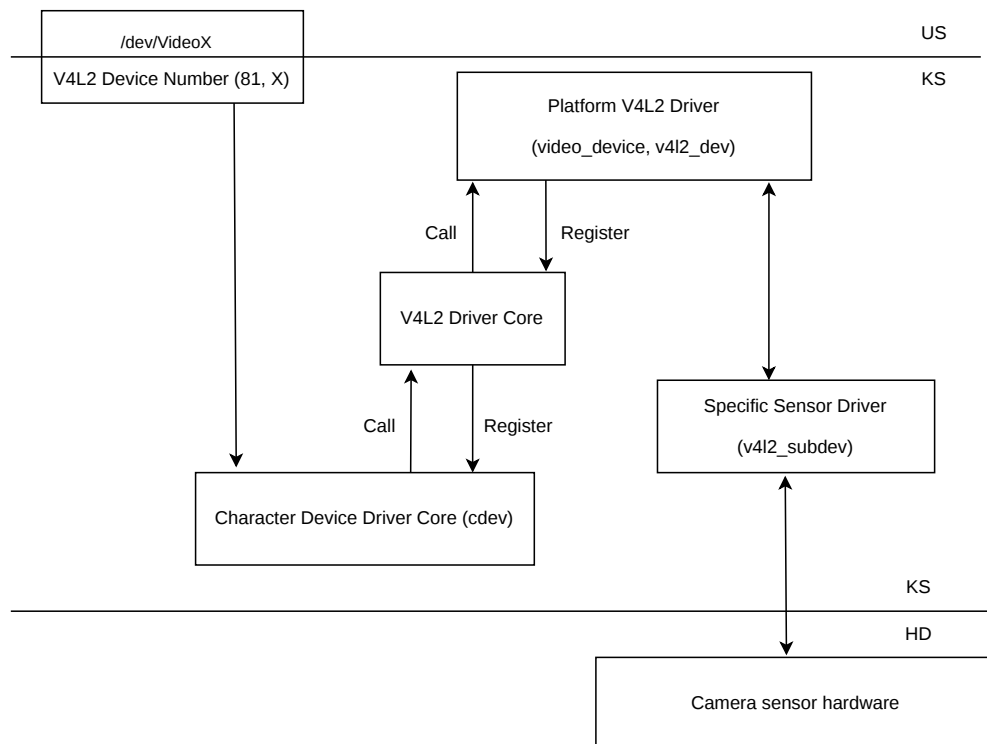 US
/dev/VideoX
V4L2 Device Number (81, X)
KS
Platform V4L2 Driver
(video_device, v4l2_dev)
Call
Register
V4L2 Driver Core
Specific Sensor Driver
(v4l2_subdev)
Call
Register
Character Device Driver Core (cdev)
KS
HD
Camera sensor hardware